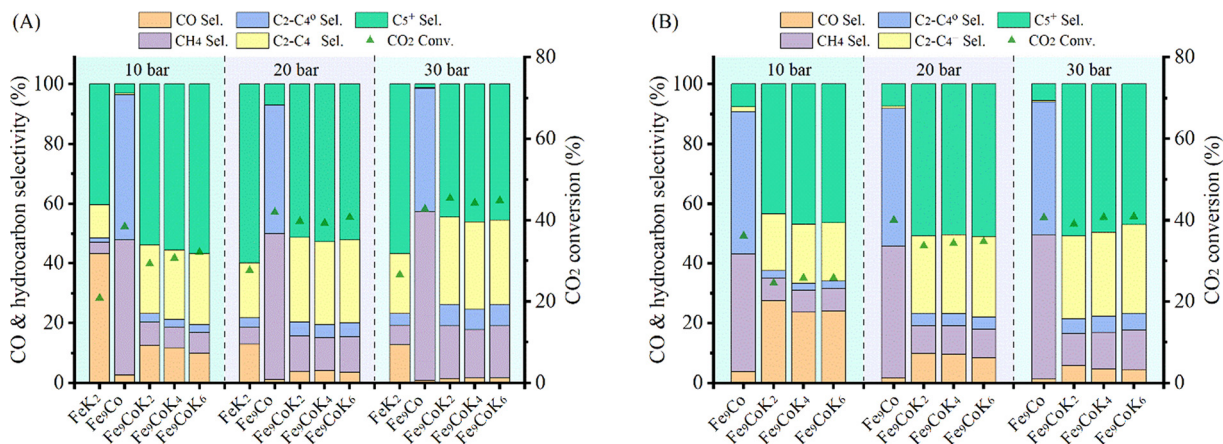 (A)
CO Sel.
C₂-C₄⁰ Sel.
C₅⁺ Sel.
CH₄ Sel.
C₂-C₄ Sel.
CO₂ Conv.
10 bar
20 bar
30 bar
CO & hydrocarbon selectivity (%)
100
80
60
40
20
0
CO₂ conversion (%)
80
60
40
20
0
FeK₂
Fe₉Co
Fe₉CoK₂
Fe₉CoK₄
Fe₉CoK₆
FeK₂
Fe₉Co
Fe₉CoK₂
Fe₉CoK₄
Fe₉CoK₆
FeK₂
Fe₉Co
Fe₉CoK₂
Fe₉CoK₄
Fe₉CoK₆
(B)
CO Sel.
C₂-C₄⁰ Sel.
C₅⁺ Sel.
CH₄ Sel.
C₂-C₄⁼ Sel.
CO₂ Conv.
10 bar
20 bar
30 bar
CO & hydrocarbon selectivity (%)
100
80
60
40
20
0
CO₂ conversion (%)
80
60
40
20
0
Fe₉Co
Fe₉CoK₂
Fe₉CoK₄
Fe₉CoK₆
Fe₉Co
Fe₉CoK₂
Fe₉CoK₄
Fe₉CoK₆
Fe₉Co
Fe₉CoK₂
Fe₉CoK₄
Fe₉CoK₆